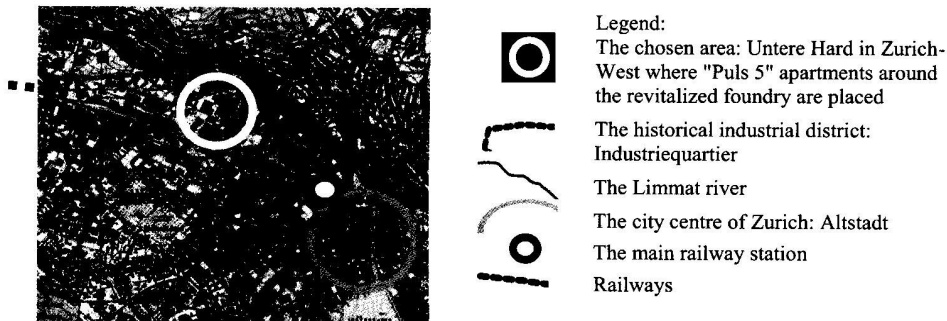 Legend:
The chosen area: Untere Hard in Zurich-
West where "Puls 5" apartments around
the revitalized foundry are placed
The historical industrial district:
Industriequartier
The Limmat river
The city centre of Zurich: Altstadt
The main railway station
Railways